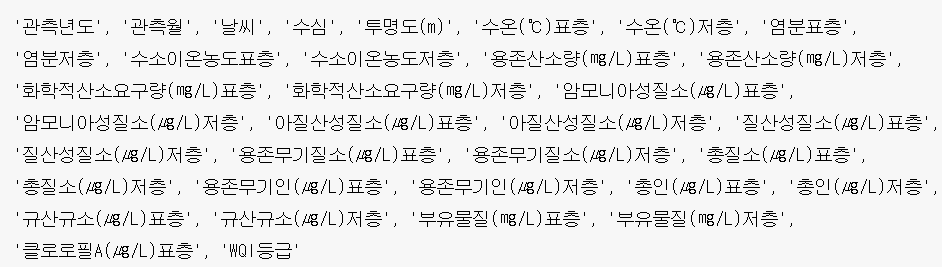 '관측년도', '관측월', '날씨', '수심', '투명도(m)', '수온(℃)표층', '수온(℃)저층', '염분표층',
'염분저층', '수소이온농도표층', '수소이온농도저층', '용존산소량(㎎/L)표층', '용존산소량(㎎/L)저층',
'화학적산소요구량(㎎/L)표층', '화학적산소요구량(㎎/L)저층', '암모니아성질소(㎍/L)표층',
'암모니아성질소(㎍/L)저층', '아질산성질소(㎍/L)표층', '아질산성질소(㎍/L)저층', '질산성질소(㎍/L)표층',
'질산성질소(㎍/L)저층', '용존무기질소(㎍/L)표층', '용존무기질소(㎍/L)저층', '총질소(㎍/L)표층',
'총질소(㎍/L)저층', '용존무기인(㎍/L)표층', '용존무기인(㎍/L)저층', '총인(㎍/L)표층', '총인(㎍/L)저층',
'규산규소(㎍/L)표층', '규산규소(㎍/L)저층', '부유물질(㎎/L)표층', '부유물질(㎎/L)저층',
'클로로필A(㎍/L)표층', 'WQI등급'